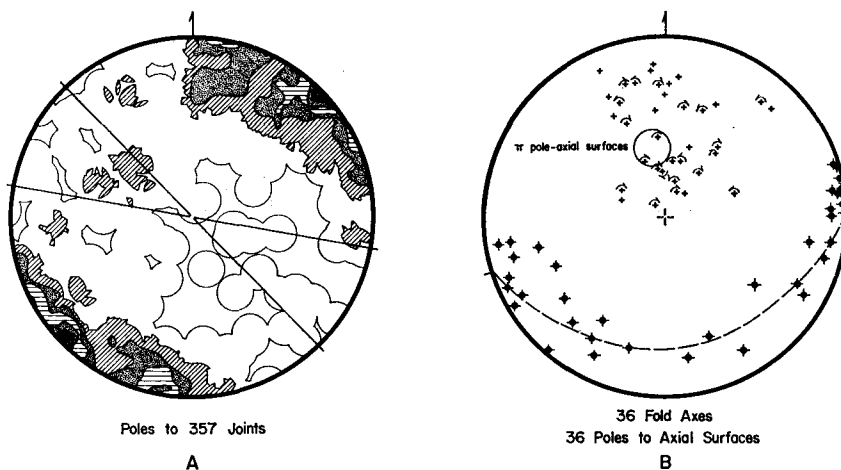 π pole-axial surfaces
Poles to 357 Joints
A
36 Fold Axes
36 Poles to Axial Surfaces
B